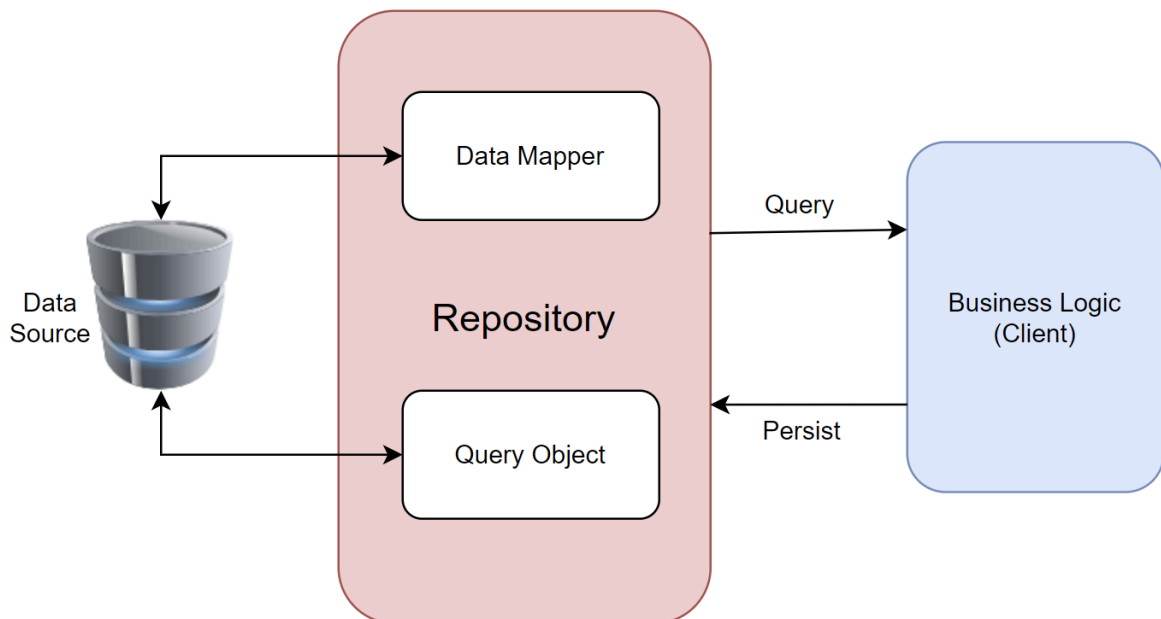 Data Mapper
Query
Data
Source
Repository
Business Logic
(Client)
Persist
Query Object